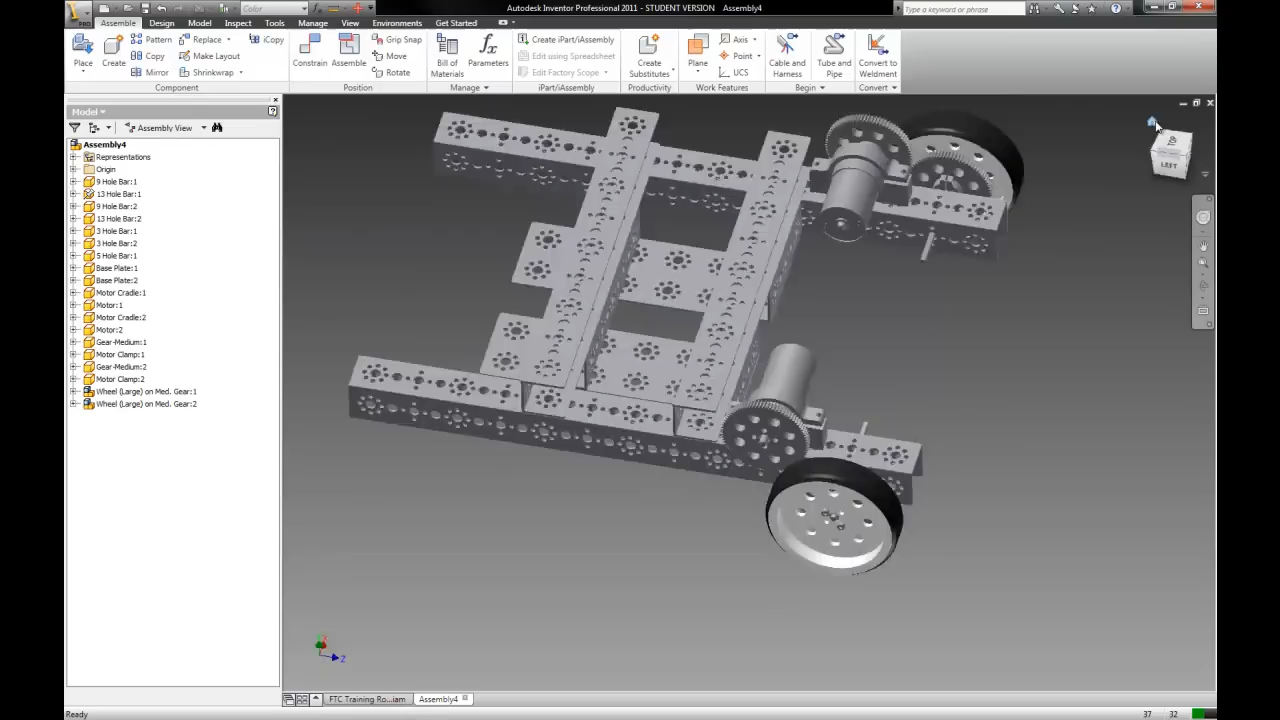 Autodesk Inventor Professional 2011 - STUDENT VERSION Assembly4
Type a keyword or phrase
Color
PRO
Assemble Design Model Inspect Tools Manage View Environments Get Started
Place
Create
Pattern
Copy
Mirror
Replace
Make Layout
Shrinkwrap
iCopy
Component
Constrain
Assemble
Grip Snap
Move
Rotate
Position
Bill of
Materials
Parameters
Manage
Create iPart/iAssembly
Edit using Spreadsheet
Edit Factory Scope
iPart/iAssembly
Create
Substitutes
Productivity
Plane
Axis
Point
UCS
Work Features
Cable and
Harness
Tube and
Pipe
Begin
Convert to
Weldment
Convert
Model
Assembly View
Assembly4
Representations
Origin
9 Hole Bar:1
13 Hole Bar:1
9 Hole Bar:2
13 Hole Bar:2
3 Hole Bar:1
3 Hole Bar:2
5 Hole Bar:1
Base Plate:1
Base Plate:2
Motor Cradle:1
Motor:1
Motor Cradle:2
Motor:2
Gear-Medium:1
Motor Clamp:1
Gear-Medium:2
Motor Clamp:2
Wheel (Large) on Med. Gear:1
Wheel (Large) on Med. Gear:2
LEFT
Z
FTC Training Ro...iam
Assembly4
Ready
37 32